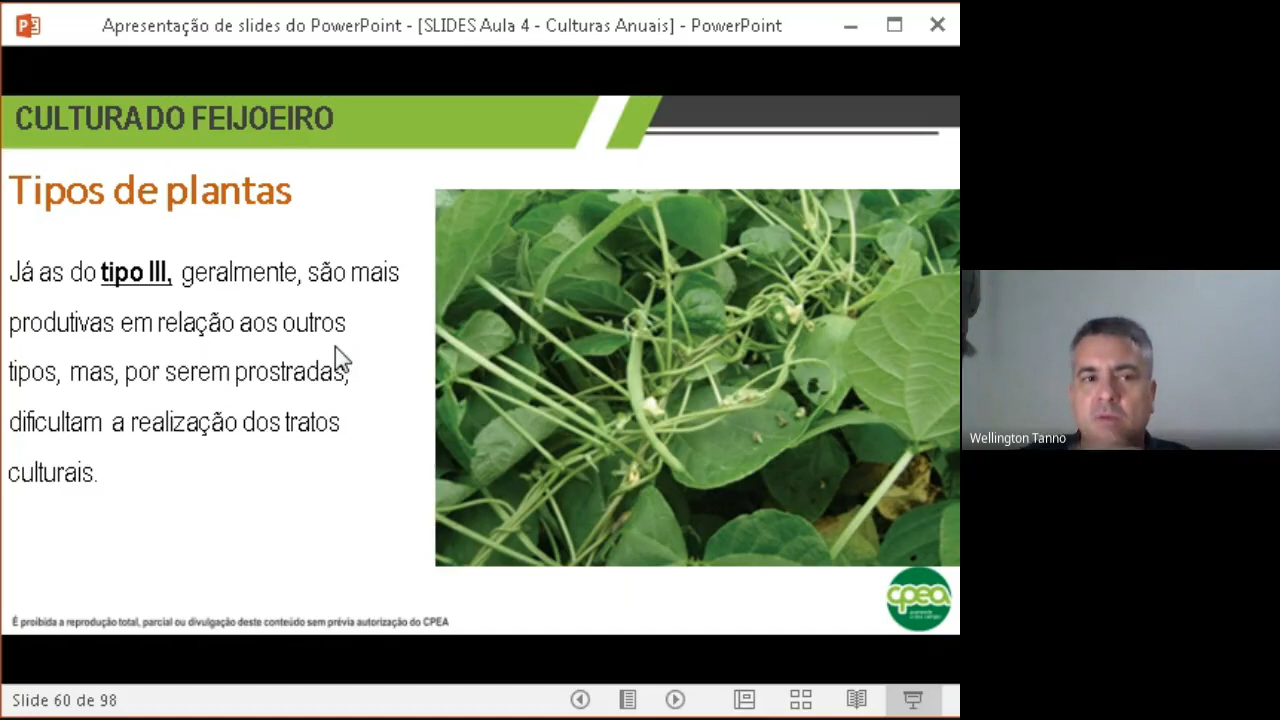 Apresentação de slides do PowerPoint - [SLIDES Aula 4 - Culturas Anuais] - PowerPoint
CULTURA DO FEIJOEIRO
Tipos de plantas
Já as do tipo III, geralmente, são mais
produtivas em relação aos outros
tipos, mas, por serem prostradas,
dificultam a realização dos tratos
culturais.
Wellington Tanno
cpea
É proibida a reprodução total, parcial ou divulgação deste conteúdo sem prévia autorização do CPEA
Slide 60 de 98